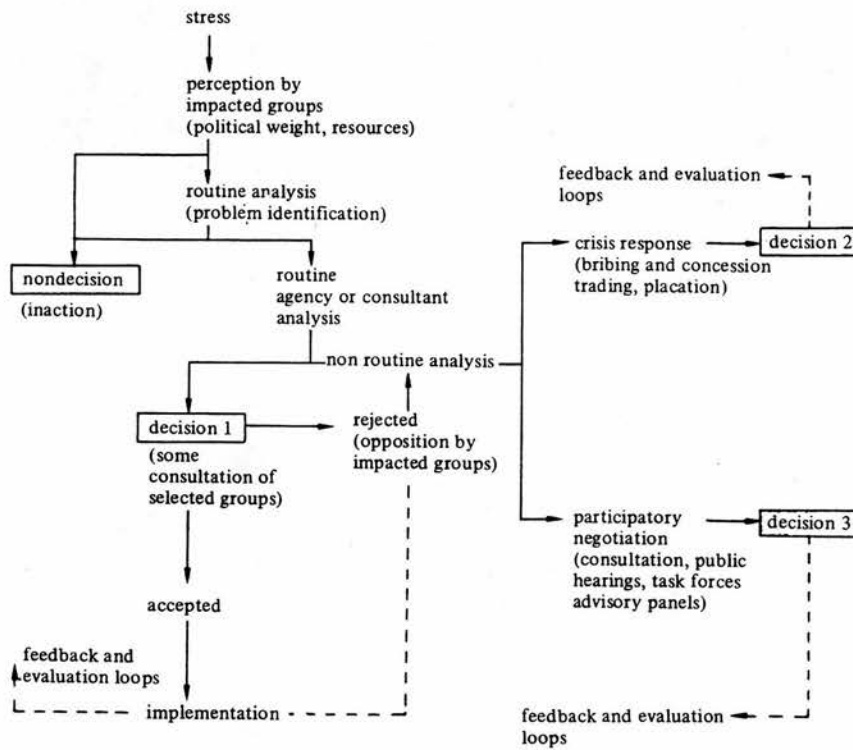 stress
perception by
impacted groups
(political weight, resources)
routine analysis
(problem identification)
nondecision
(inaction)
routine
agency or consultant
analysis
non routine analysis
decision 1
(some
consultation of
selected groups)
rejected
(opposition by
impacted groups)
accepted
feedback and
evaluation loops
implementation
feedback and evaluation
loops
crisis response
(bribing and concession
trading, placation)
decision 2
participatory
negotiation
(consultation, public
hearings, task forces
advisory panels)
decision 3
feedback and evaluation
loops